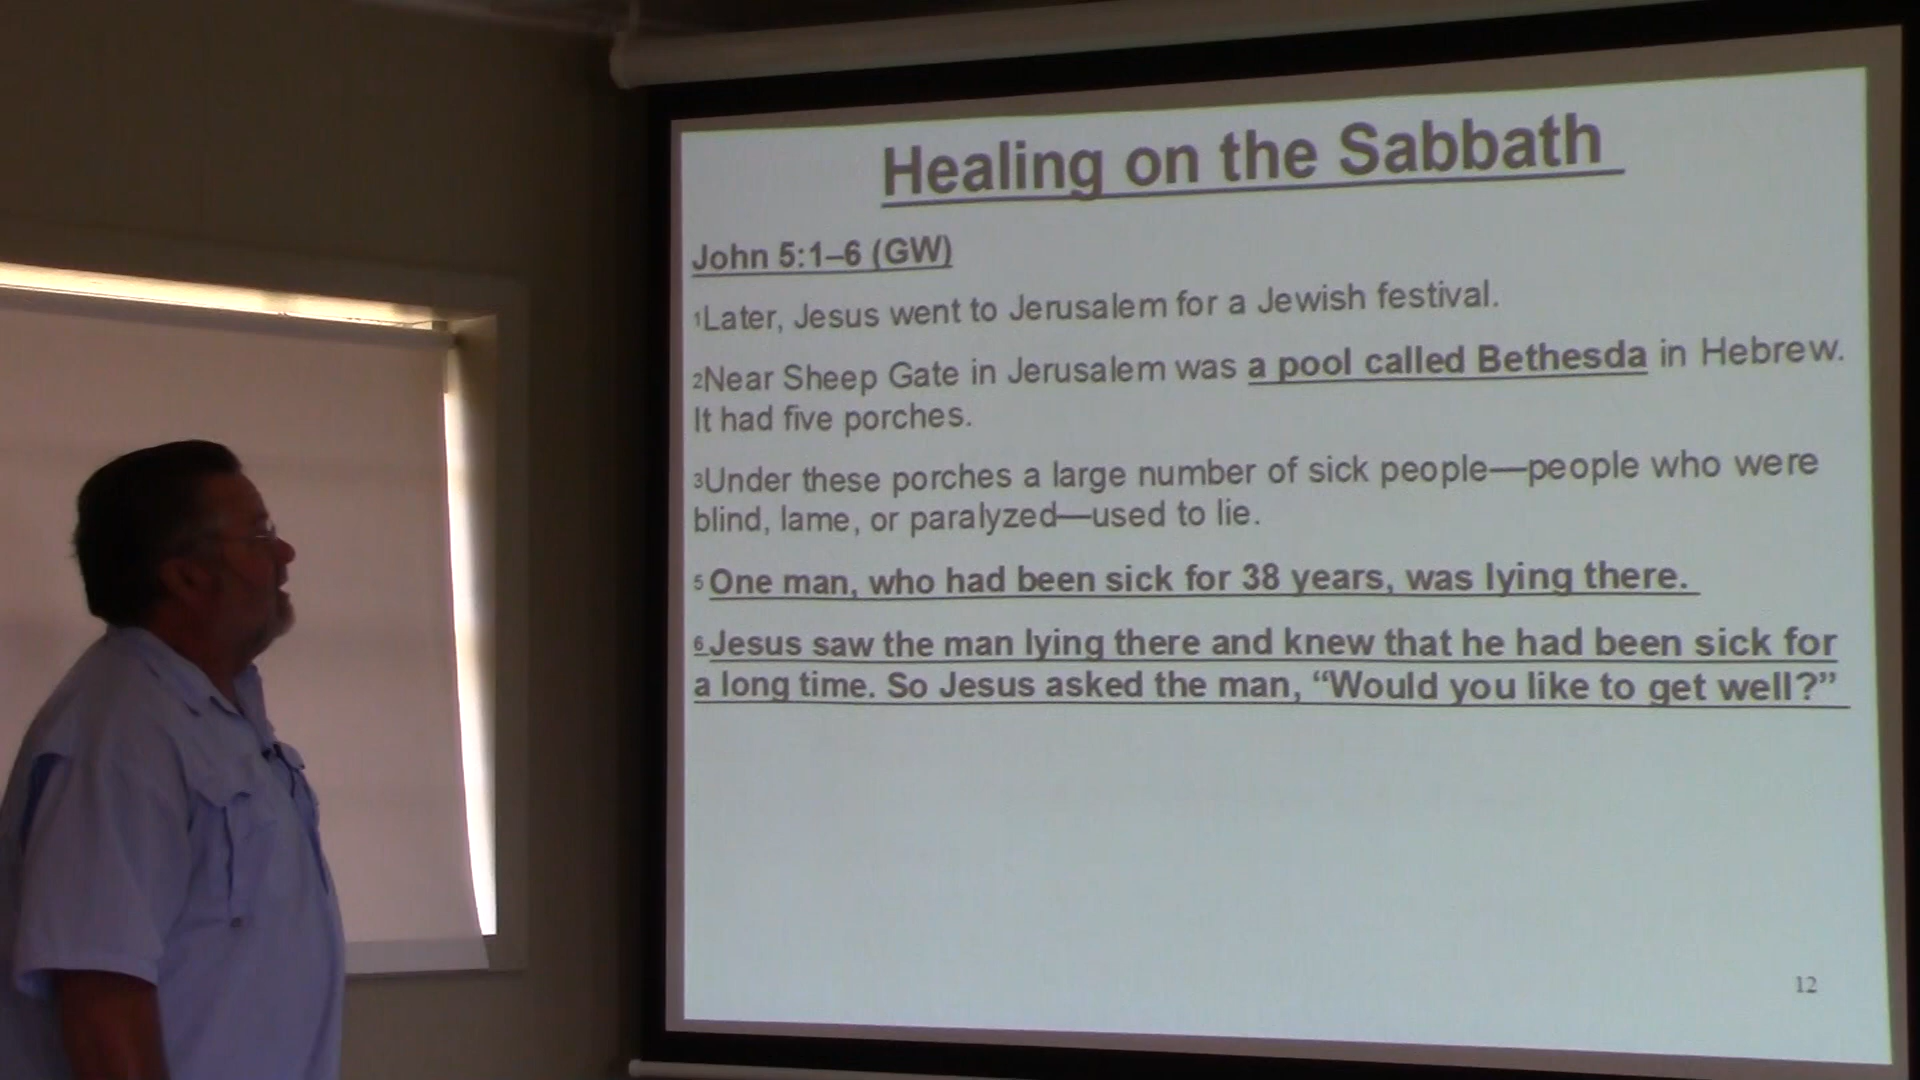 Healing on the Sabbath
John 5:1–6 (GW)
1Later, Jesus went to Jerusalem for a Jewish festival.
2Near Sheep Gate in Jerusalem was a pool called Bethesda in Hebrew.
It had five porches.
3Under these porches a large number of sick people—people who were
blind, lame, or paralyzed—used to lie.
5 One man, who had been sick for 38 years, was lying there.
6 Jesus saw the man lying there and knew that he had been sick for
a long time. So Jesus asked the man, “Would you like to get well?”
12